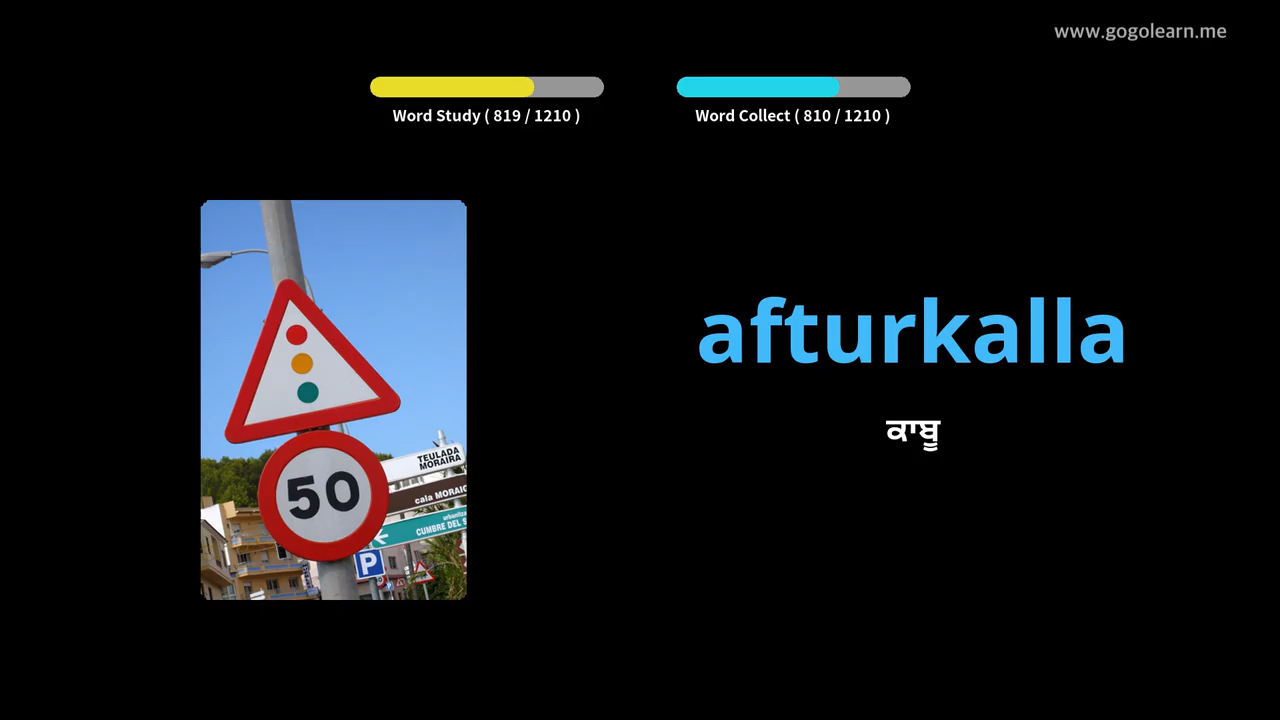 www.gogolearn.me
Word Study ( 819 / 1210 )
Word Collect ( 810 / 1210 )
afturkalla
ਕਾਬੂ
50
TEULADA
MORAIRA
cala MORAIG
CUMBRE DEL S
P